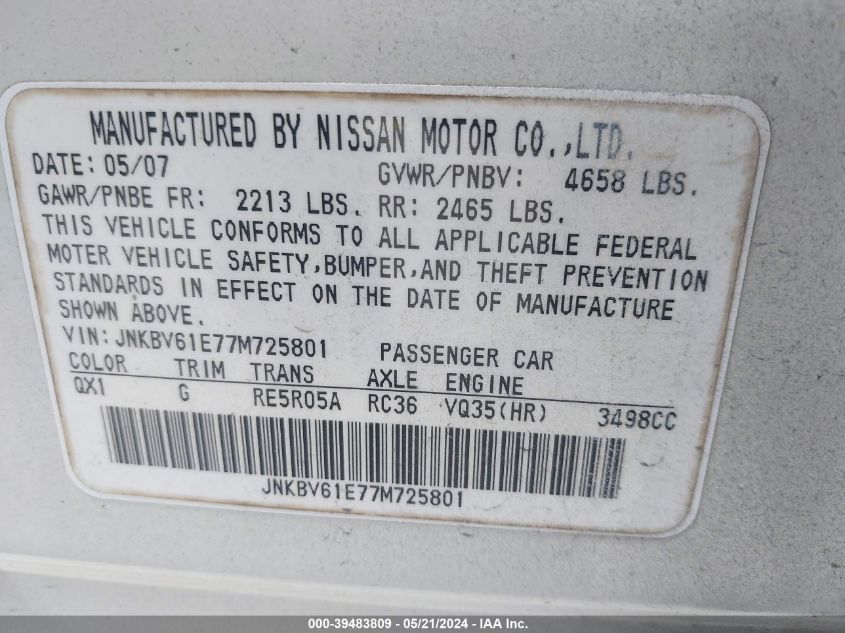 MANUFACTURED BY NISSAN MOTOR CO.,LTD.
DATE: 05/07 GVWR/PNBV: 4658 LBS.
GAWR/PNBE FR: 2213 LBS. RR: 2465 LBS.
THIS VEHICLE CONFORMS TO ALL APPLICABLE FEDERAL
MOTER VEHICLE SAFETY,BUMPER,AND THEFT PREVENTION
STANDARDS IN EFFECT ON THE DATE OF MANUFACTURE
SHOWN ABOVE.
VIN: JNKBV61E77M725801 PASSENGER CAR
COLOR TRIM TRANS AXLE ENGINE
QX1 G RE5R05A RC36 VQ35(HR) 3498CC
JNKBV61E77M725801
000-39483809 - 05/21/2024 - IAA Inc.